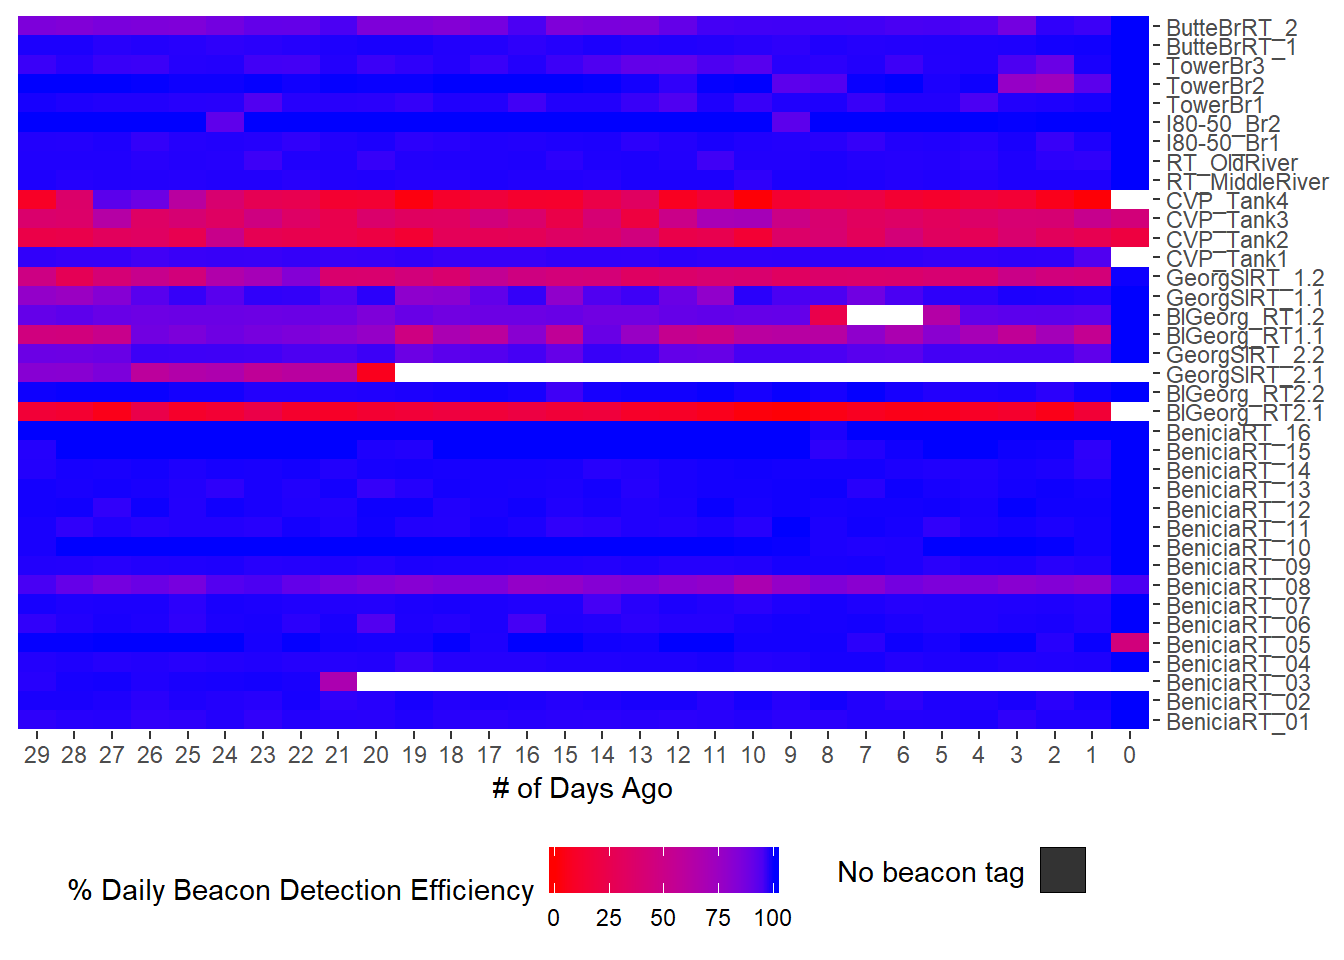 ButteBrRT_2
ButteBrRT_1
TowerBr3
TowerBr2
TowerBr1
I80-50_Br2
I80-50_Br1
RT_OldRiver
RT_MiddleRiver
CVP_Tank4
CVP_Tank3
CVP_Tank2
CVP_Tank1
GeorgSlRT_1.2
GeorgSlRT_1.1
BlGeorg_RT1.2
BlGeorg_RT1.1
GeorgSlRT_2.2
GeorgSlRT_2.1
BlGeorg_RT2.2
BlGeorg_RT2.1
BeniciaRT_16
BeniciaRT_15
BeniciaRT_14
BeniciaRT_13
BeniciaRT_12
BeniciaRT_11
BeniciaRT_10
BeniciaRT_09
BeniciaRT_08
BeniciaRT_07
BeniciaRT_06
BeniciaRT_05
BeniciaRT_04
BeniciaRT_03
BeniciaRT_02
BeniciaRT_01
29 28 27 26 25 24 23 22 21 20 19 18 17 16 15 14 13 12 11 10 9 8 7 6 5 4 3 2 1 0
# of Days Ago
% Daily Beacon Detection Efficiency
0 25 50 75 100
No beacon tag